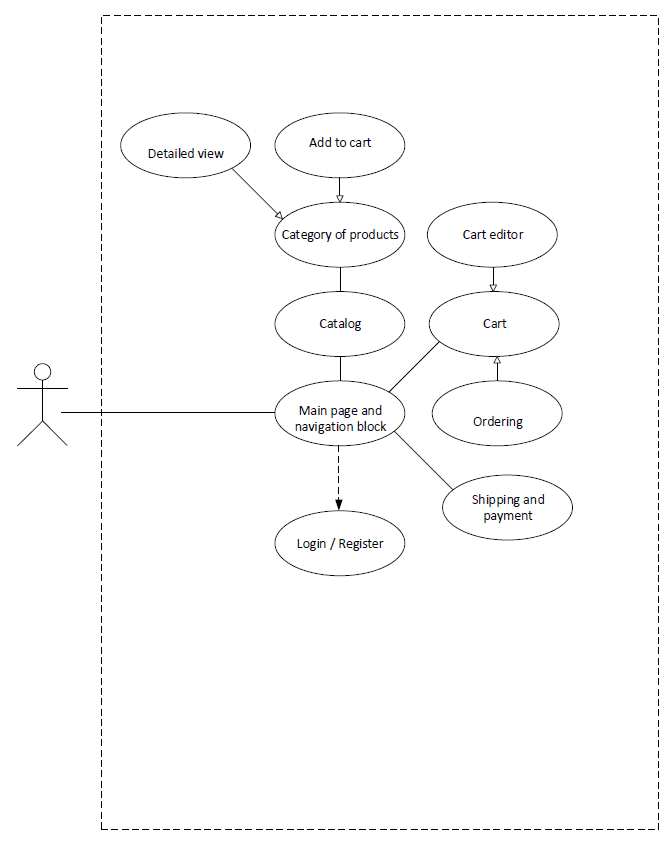 Detailed view
Add to cart
Category of products
Cart editor
Catalog
Cart
Main page and
navigation block
Ordering
Shipping and
payment
Login / Register